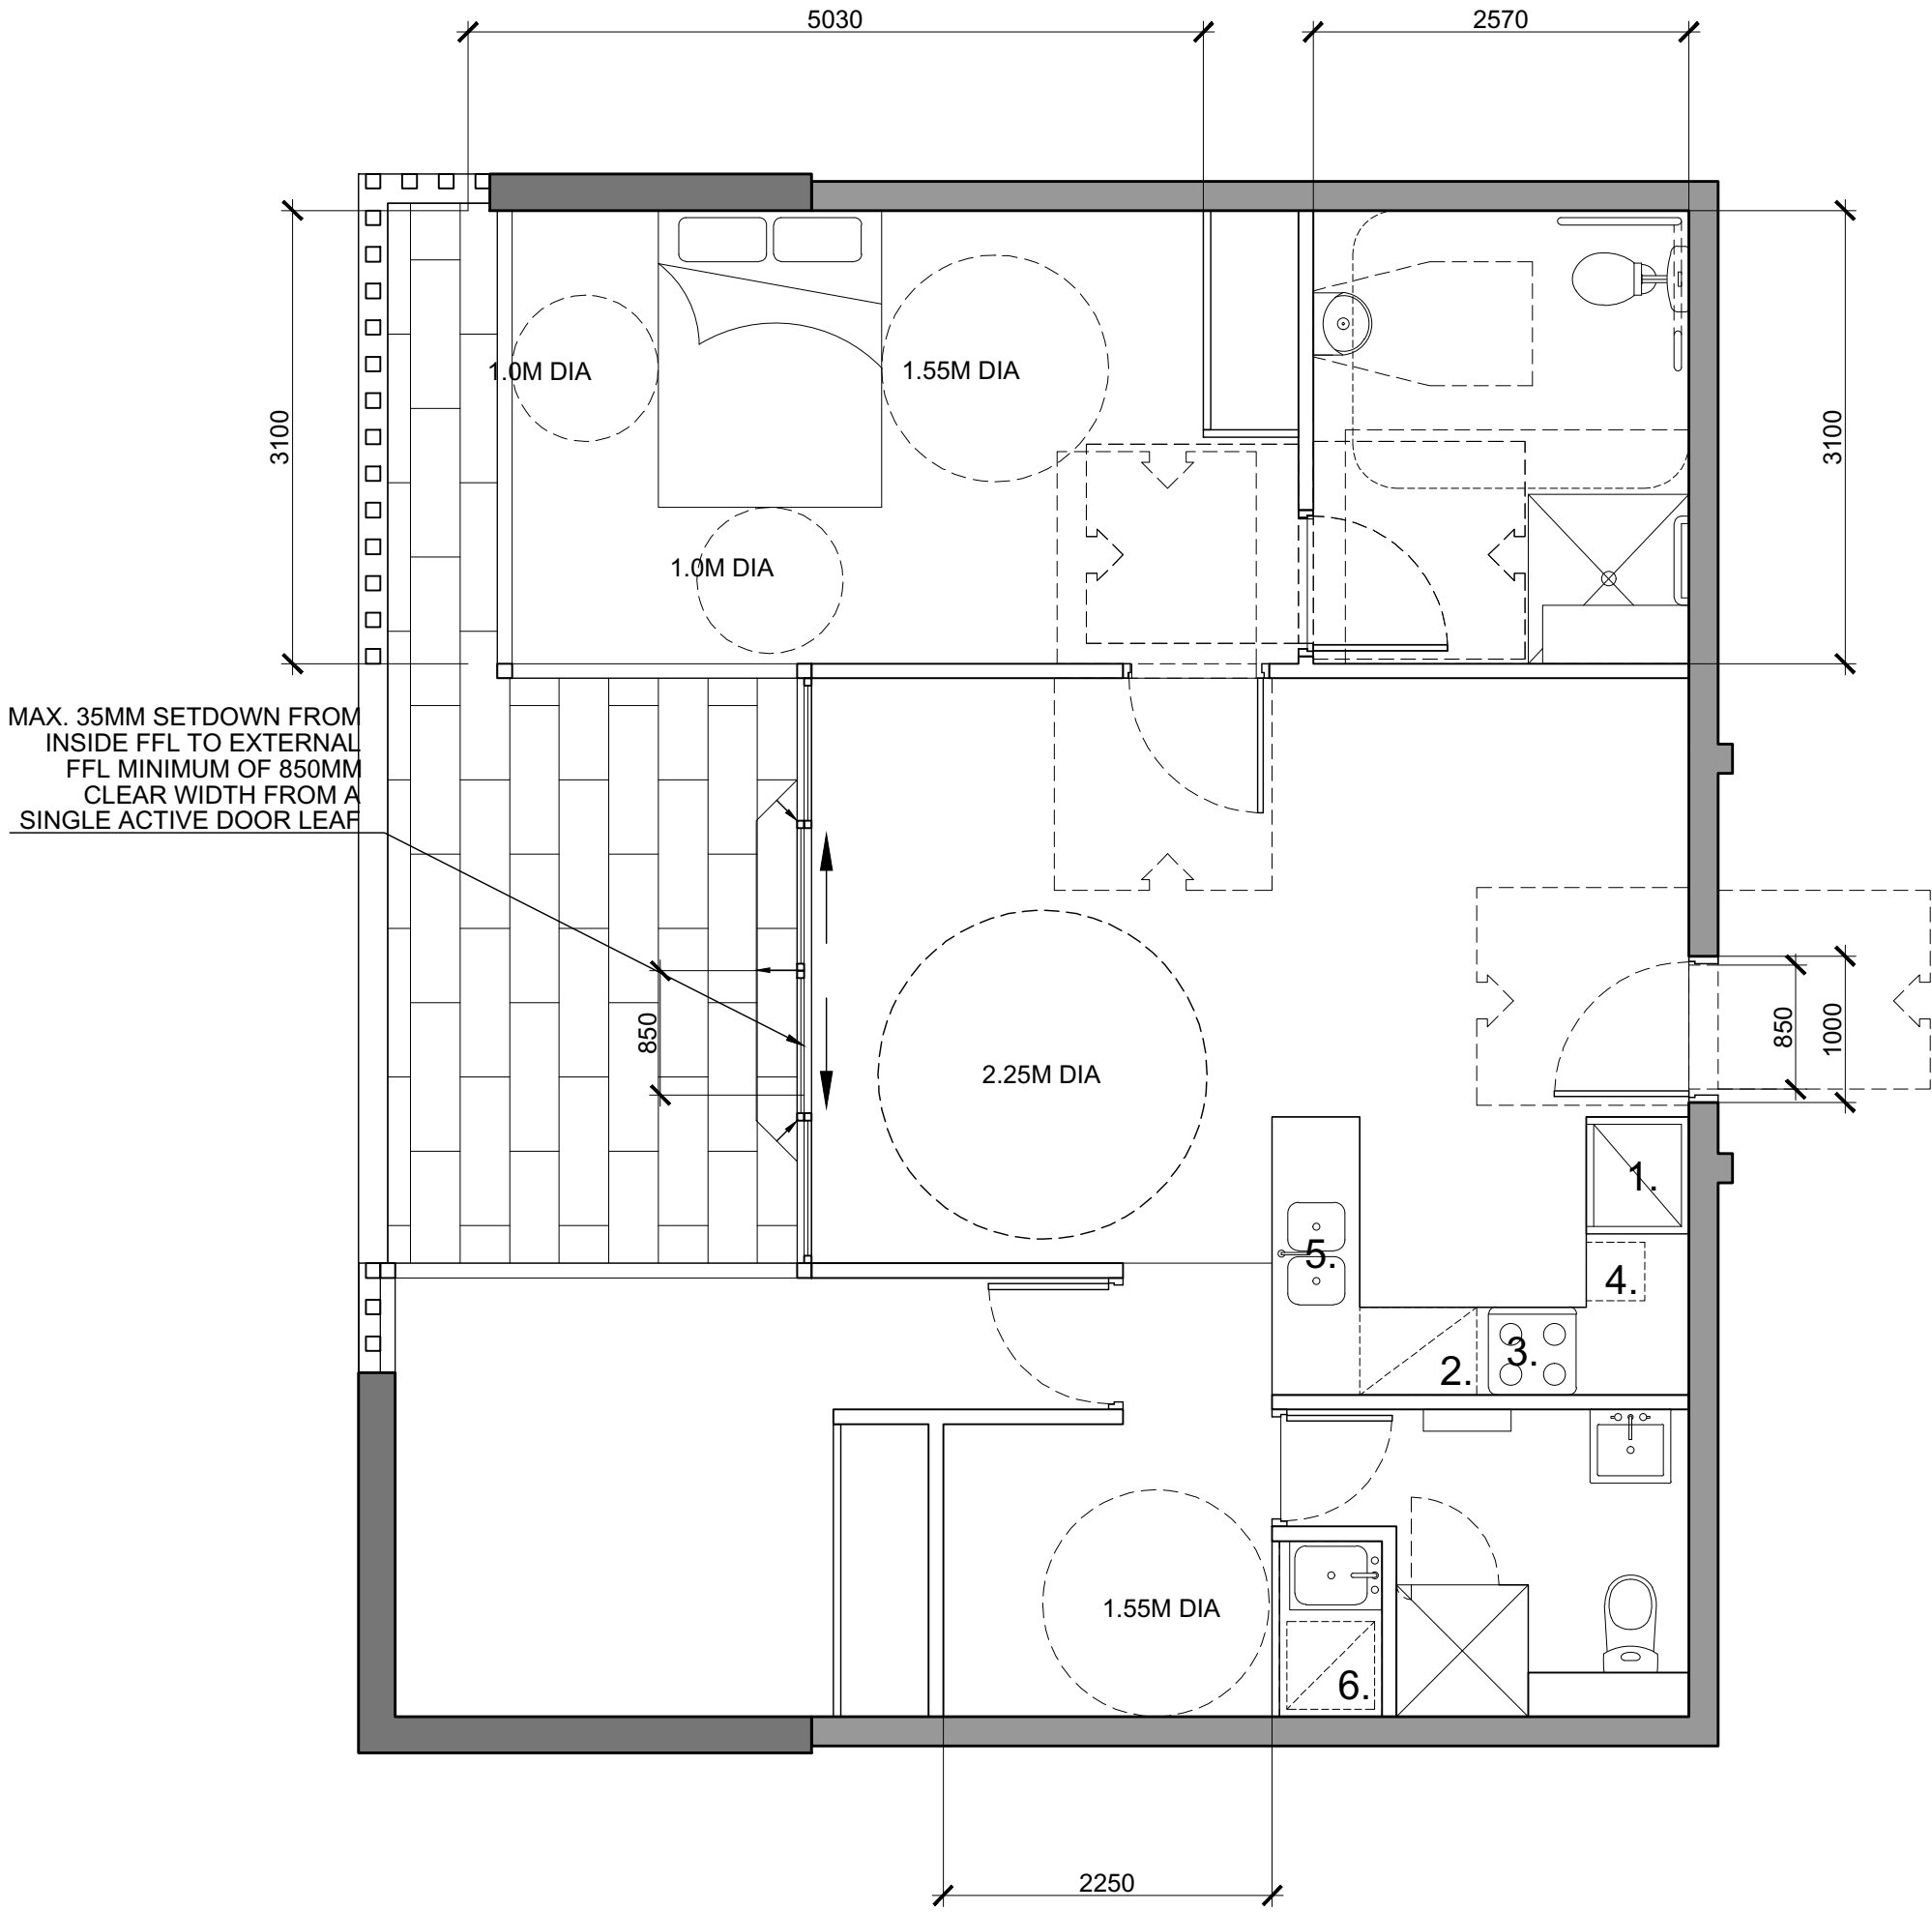 5030
2570
3100
1.0M DIA
1.55M DIA
3100
1.0M DIA
MAX. 35MM SETDOWN FROM
INSIDE FFL TO EXTERNAL
FFL MINIMUM OF 850MM
CLEAR WIDTH FROM A
SINGLE ACTIVE DOOR LEAF
850
2.25M DIA
850
1000
1.
5.
4.
3.
2.
1.55M DIA
6.
2250